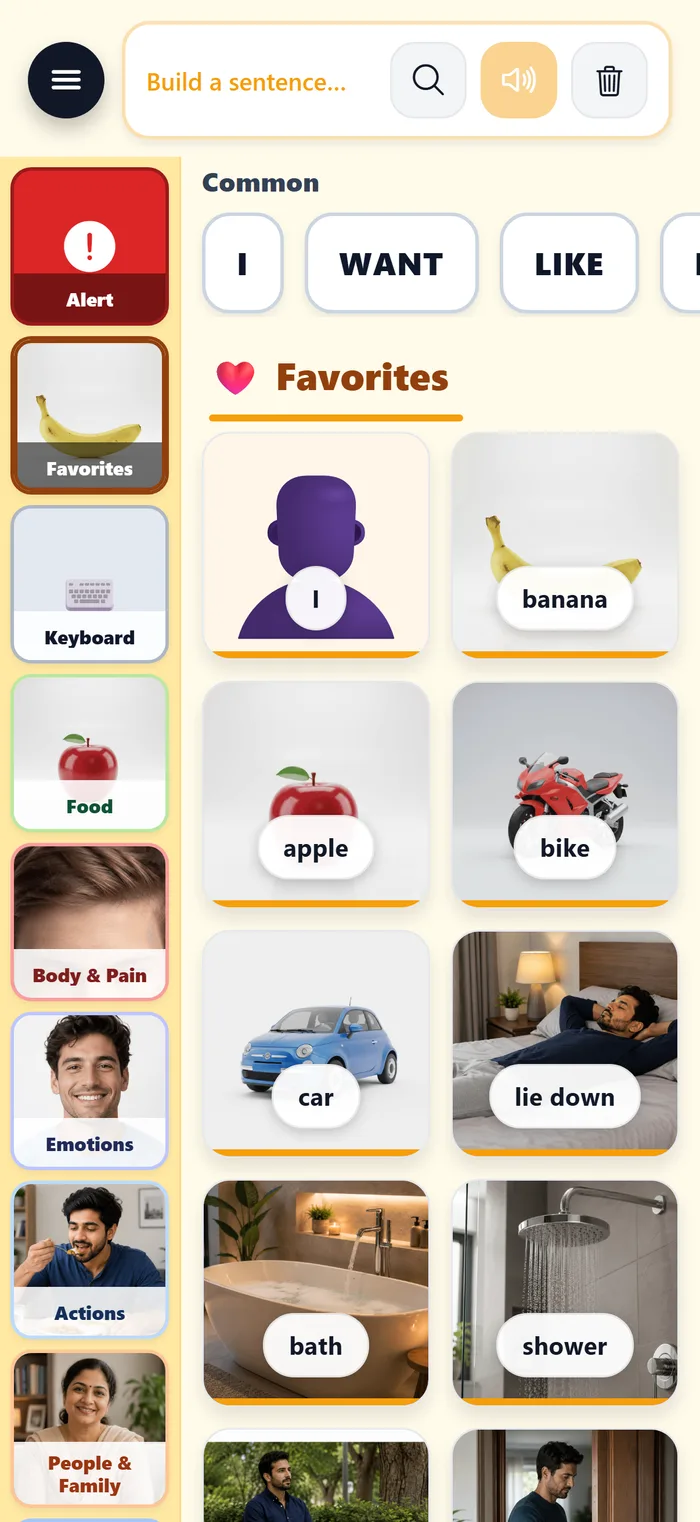 Build a sentence...
Common
I
WANT
LIKE
Alert
Favorites
Keyboard
Food
Body & Pain
Emotions
Actions
People &
Family
Favorites
I
banana
apple
bike
car
lie down
bath
shower